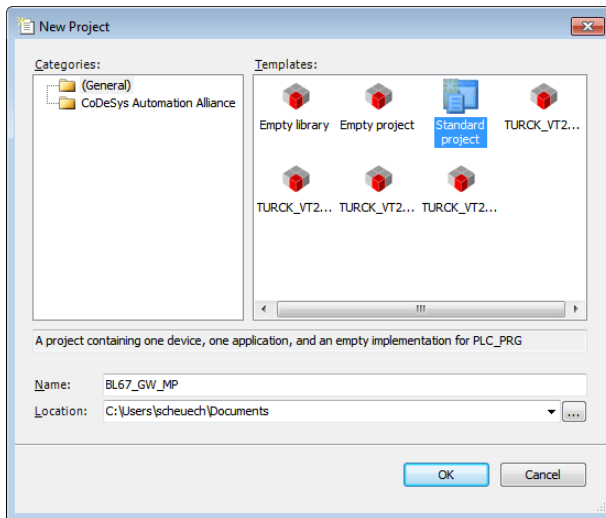 New Project
Categories:
(General)
CoDeSys Automation Alliance
Templates:
Empty library
Empty project
Standard
project
TURCK_VT2...
TURCK_VT2...
TURCK_VT2...
TURCK_VT2...
A project containing one device, one application, and an empty implementation for PLC_PRG
Name:
BL67_GW_MP
Location:
C:\Users\scheuech\Documents
...
OK
Cancel